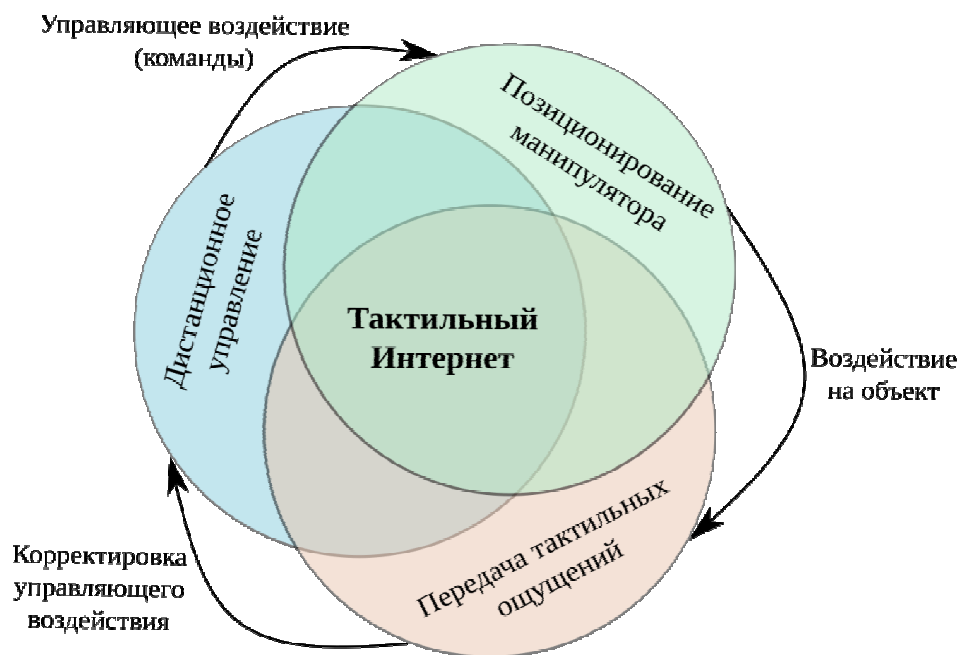 Управляющее воздействие
(команды)
Позиционирование
манипулятора
Дистанционное
управление
Тактильный
Интернет
Воздействие
на объект
Передача тактильных
ощущений
Корректировка
управляющего
воздействия